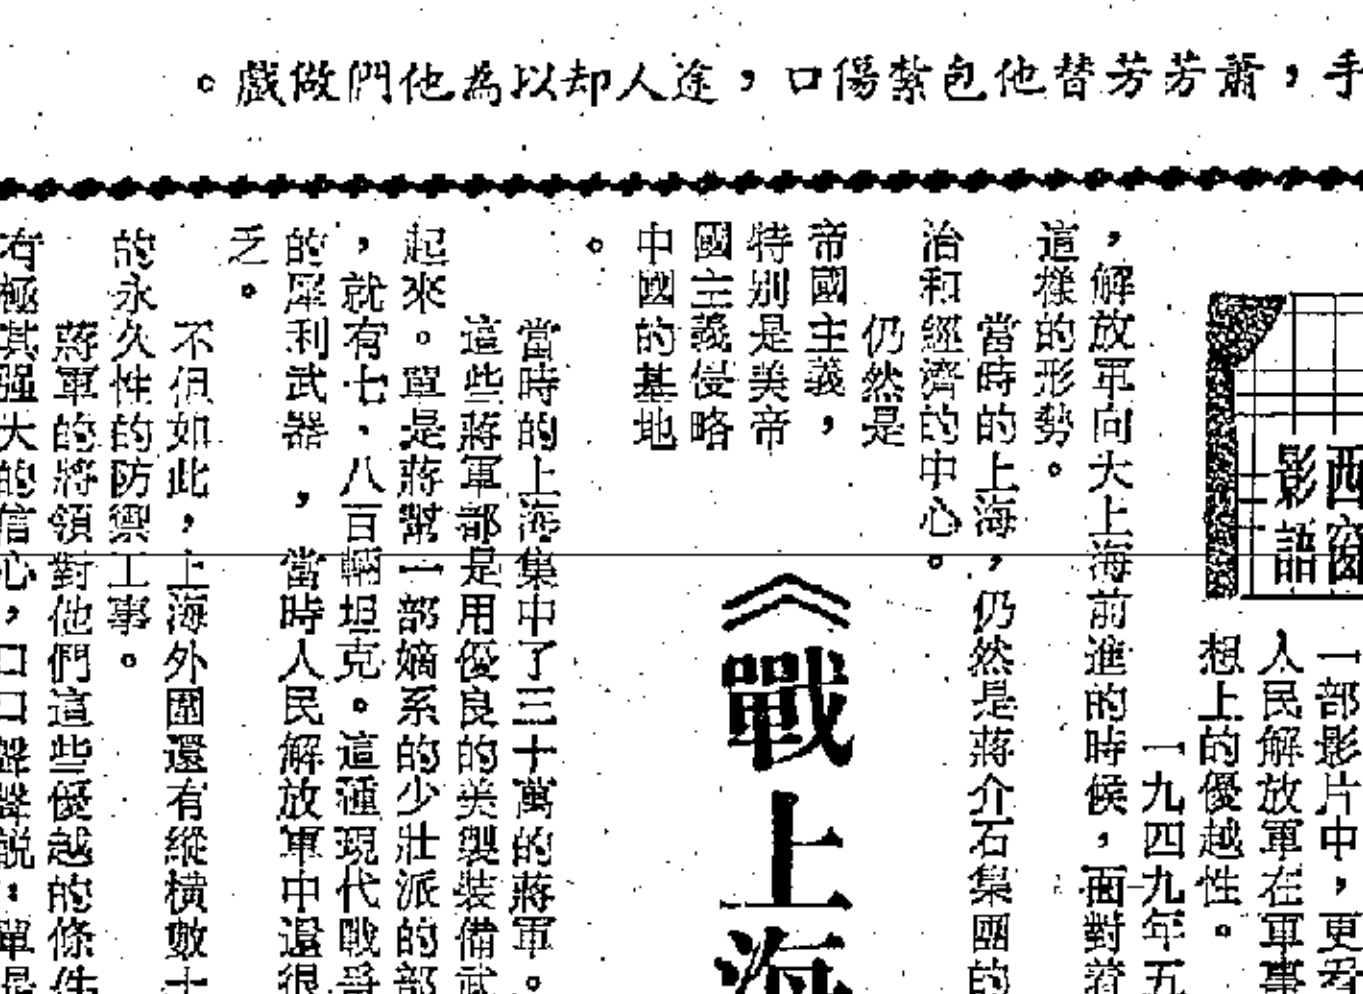 手，蕭芳芳替他包紮傷口，途人却以為他們做戲。
西窗
影語
一部影片中，更看
人民解放軍在軍事
想上的優越性。
一九四九年五
，解放軍向大上海前進的時候，面對着
這樣的形勢。
當時的上海，仍然是蔣介石集團的
治和經濟的中心。
仍然是
帝國主義，
特別是美帝
國主義侵略
中國的基地
。
《戰上海
當時的上海集中了三十萬的蔣軍。
這些蔣軍部是用優良的美製裝備武
起來。單是蔣幫一部嫡系的少壯派的部
，就有七、八百輛坦克。這種現代戰爭
的犀利武器，當時人民解放軍中還很
乏。
不但如此，上海外圍還有縱橫數十
的永久性的防禦工事。
蔣軍的將領對他們這些優越的條件
有極其强大的信心，口口聲聲説：單是